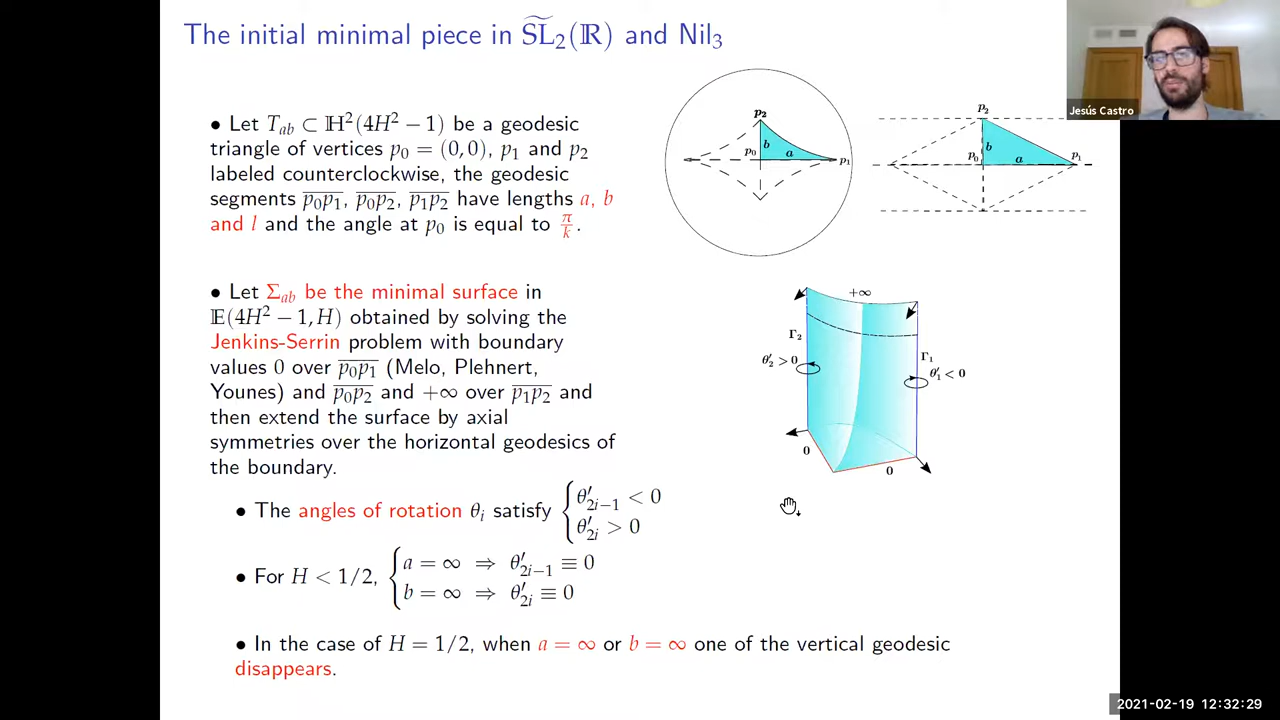 The initial minimal piece in S̃L₂(ℝ) and Nil₃
• Let T_ab ⊂ ℍ²(4H² − 1) be a geodesic
triangle of vertices p₀ = (0, 0), p₁ and p₂
labeled counterclockwise, the geodesic
segments \overline{p₀p₁}, \overline{p₀p₂}, \overline{p₁p₂} have lengths a, b
and l and the angle at p₀ is equal to π/k.
• Let Σ_ab be the minimal surface in
𝔼(4H² − 1, H) obtained by solving the
Jenkins-Serrin problem with boundary
values 0 over \overline{p₀p₁} (Melo, Plehnert,
Younes) and \overline{p₀p₂} and +∞ over \overline{p₁p₂} and
then extend the surface by axial
symmetries over the horizontal geodesics of
the boundary.
• The angles of rotation θᵢ satisfy { θ′_{2i−1} < 0
θ′_{2i} > 0
• For H < 1/2, { a = ∞ ⇒ θ′_{2i−1} ≡ 0
b = ∞ ⇒ θ′_{2i} ≡ 0
• In the case of H = 1/2, when a = ∞ or b = ∞ one of the vertical geodesic
disappears.
p₂
b
p₀
a
p₁
p₂
b
p₀
a
p₁
+∞
Γ₂
Γ₁
θ′₂ > 0
θ′₁ < 0
0
0
Jesús Castro
2021-02-19 12:32:29